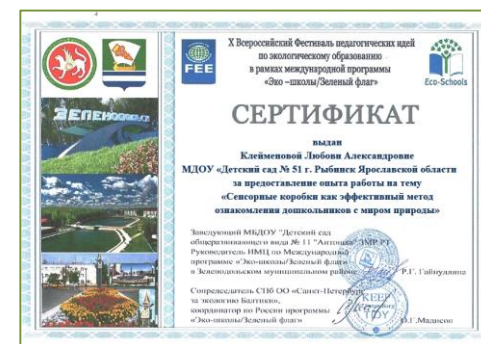 X Всероссийский Фестиваль педагогических идей
по экологическому образованию
в рамках международной программы
«Эко –школы/Зеленый флаг»
FEE
Eco-Schools
СЕРТИФИКАТ
выдан
Клейменовой Любови Александровне
МДОУ «Детский сад № 51 г. Рыбинск Ярославской области
за предоставление опыта работы на тему
«Сенсорные коробки как эффективный метод
ознакомления дошкольников с миром природы»
Заведующий МБДОУ "Детский сад
общеразвивающего вида № 11 "Антошка" ЗМР РТ
Руководитель ИМЦ по Международной
программе «Эко-школы/Зеленый флаг»
в Зеленодольском муниципальном районе
Р.Г. Гайнуллина
Сопредседатель СПб ОО «Санкт-Петербург
за экологию Балтики»,
координатор по России программы
«Эко-школы/Зеленый флаг»
О.Г.Мадисон
KEEP
TIDY
ЗЕЛЕНОДОЛ